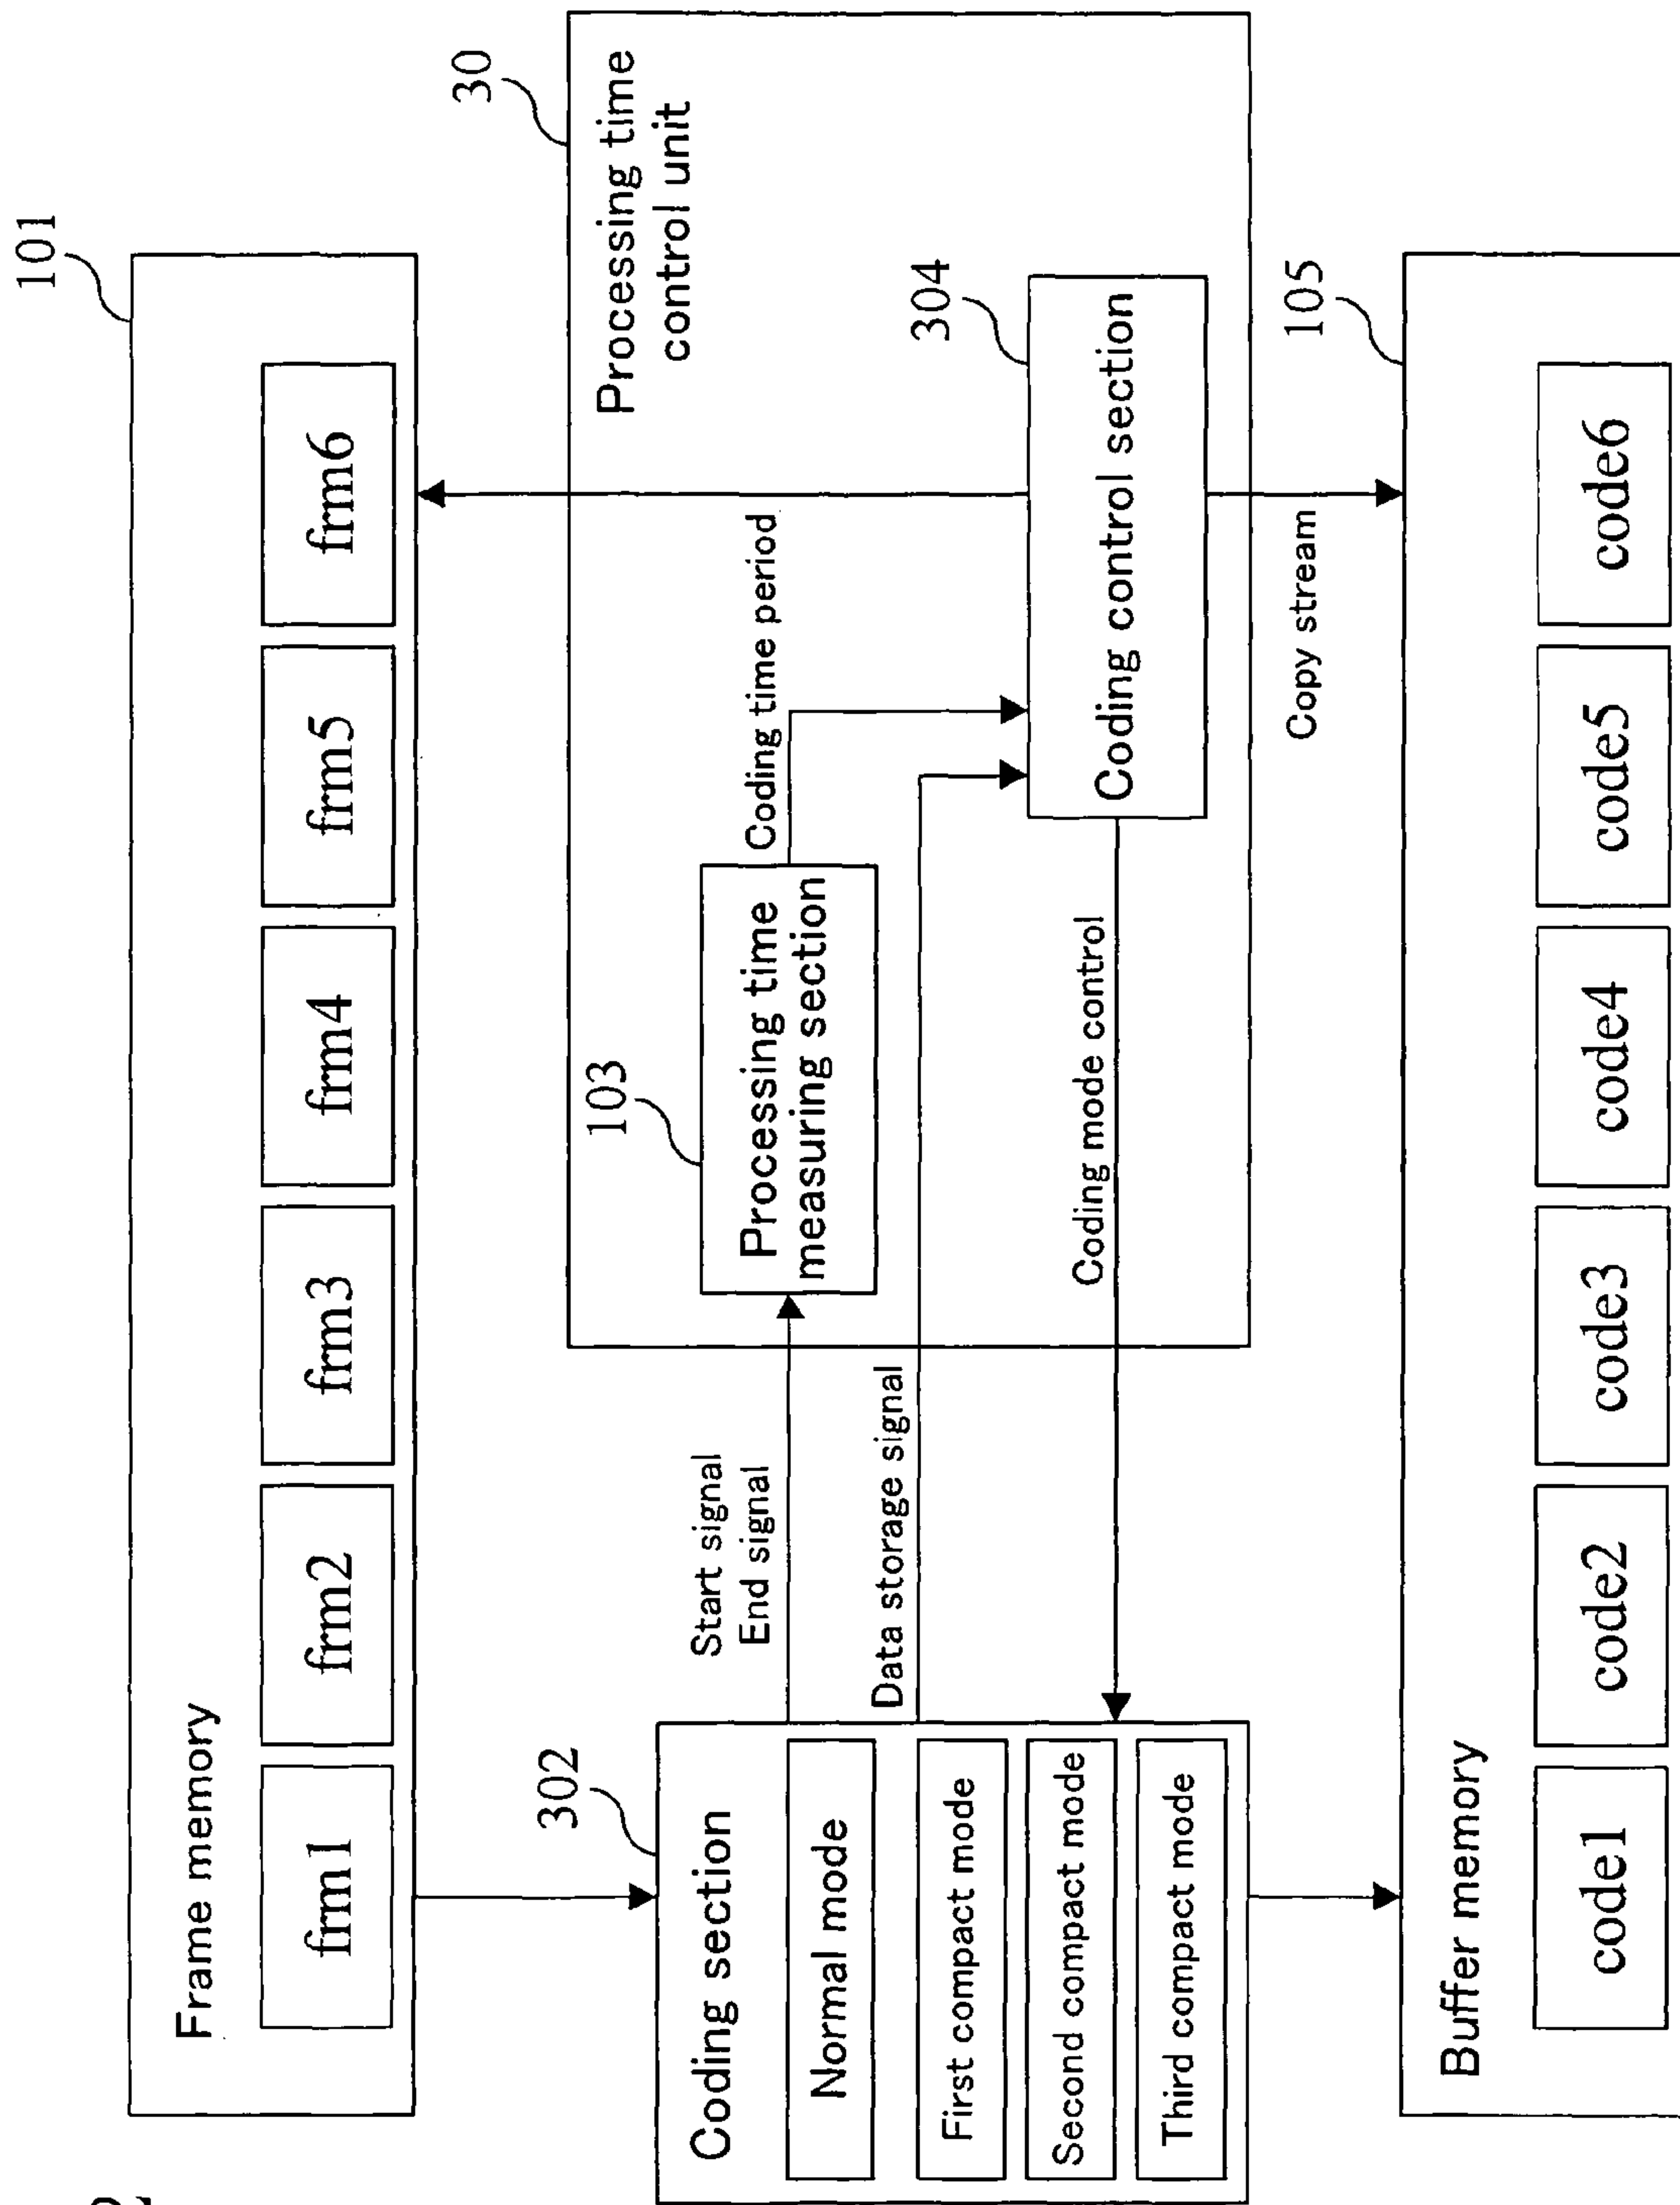 101
Frame memory
frm1
frm2
frm3
frm4
frm5
frm6
30
Processing time
control unit
302
Coding section
Normal mode
First compact mode
Second compact mode
Third compact mode
Start signal
End signal
Data storage signal
103
Processing time
measuring section
Coding time period
304
Coding control section
Coding mode control
Copy stream
105
Buffer memory
code1
code2
code3
code4
code5
code6